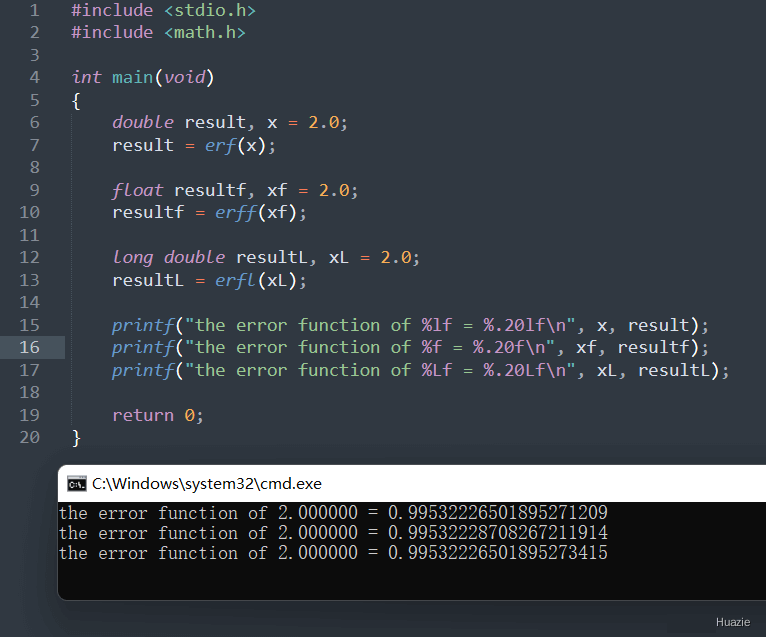 1 #include <stdio.h>
2 #include <math.h>
3
4 int main(void)
5 {
6     double result, x = 2.0;
7     result = erf(x);
8
9     float resultf, xf = 2.0;
10     resultf = erff(xf);
11
12     long double resultL, xL = 2.0;
13     resultL = erfl(xL);
14
15     printf("the error function of %lf = %.20lf\n", x, result);
16     printf("the error function of %f = %.20f\n", xf, resultf);
17     printf("the error function of %Lf = %.20Lf\n", xL, resultL);
18
19     return 0;
20 }
C:\Windows\system32\cmd.exe
the error function of 2.000000 = 0.99532226501895271209
the error function of 2.000000 = 0.99532228708267211914
the error function of 2.000000 = 0.99532226501895273415
Huazie